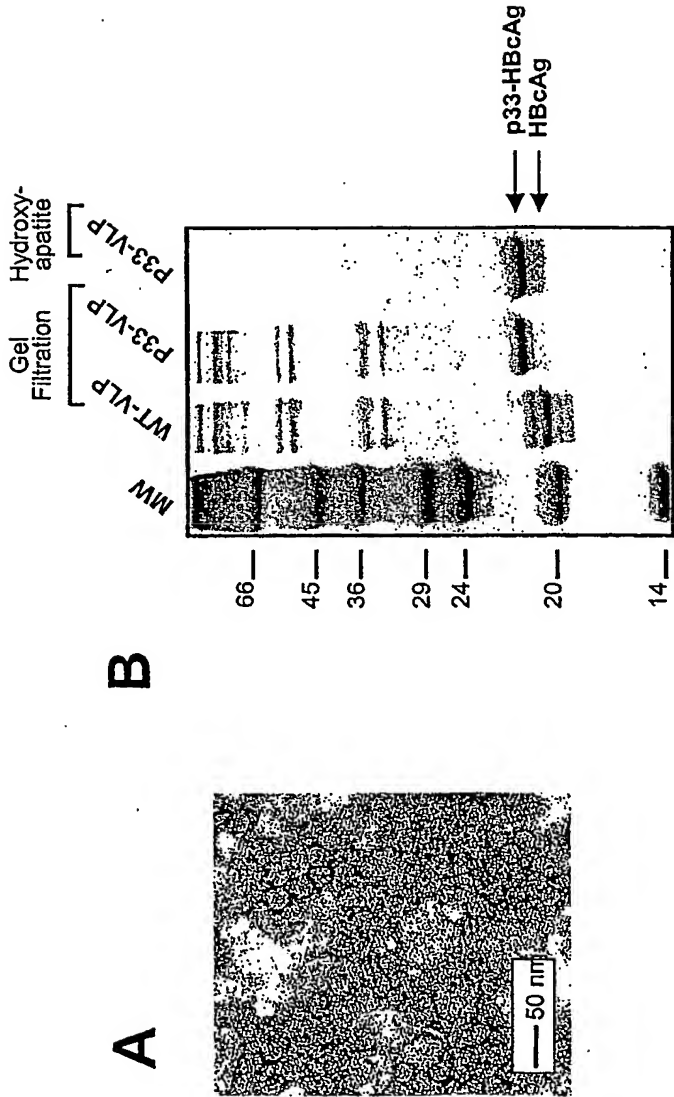 A
50 nm
B
Gel
Filtration
Hydroxy-
apatite
MW
WT-VLP
P33-VLP
P33-VLP
66
45
36
29
24
20
14
p33-HBcAg
HBcAg